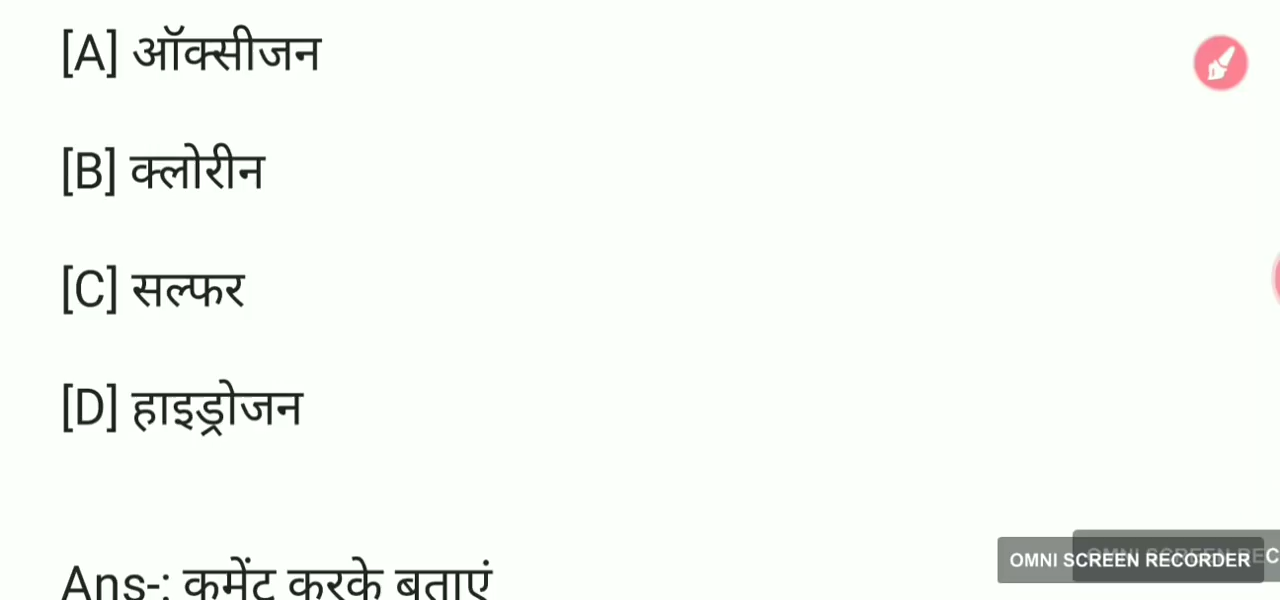 [A] ऑक्सीजन
[B] क्लोरीन
[C] सल्फर
[D] हाइड्रोजन
Ans-: कमेंट करके बताएं
OMNI SCREEN RECORDER